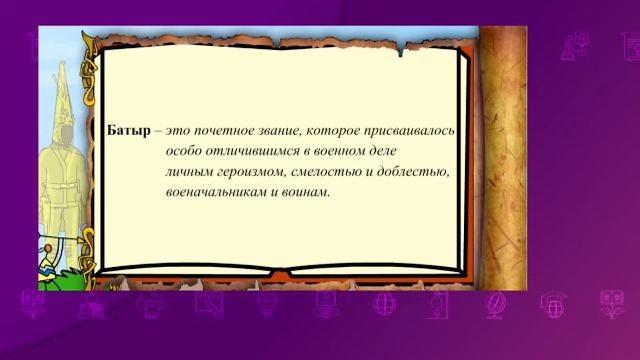 Батыр – это почетное звание, которое присваивалось
особо отличившимся в военном деле
личным героизмом, смелостью и доблестью,
военачальникам и воинам.